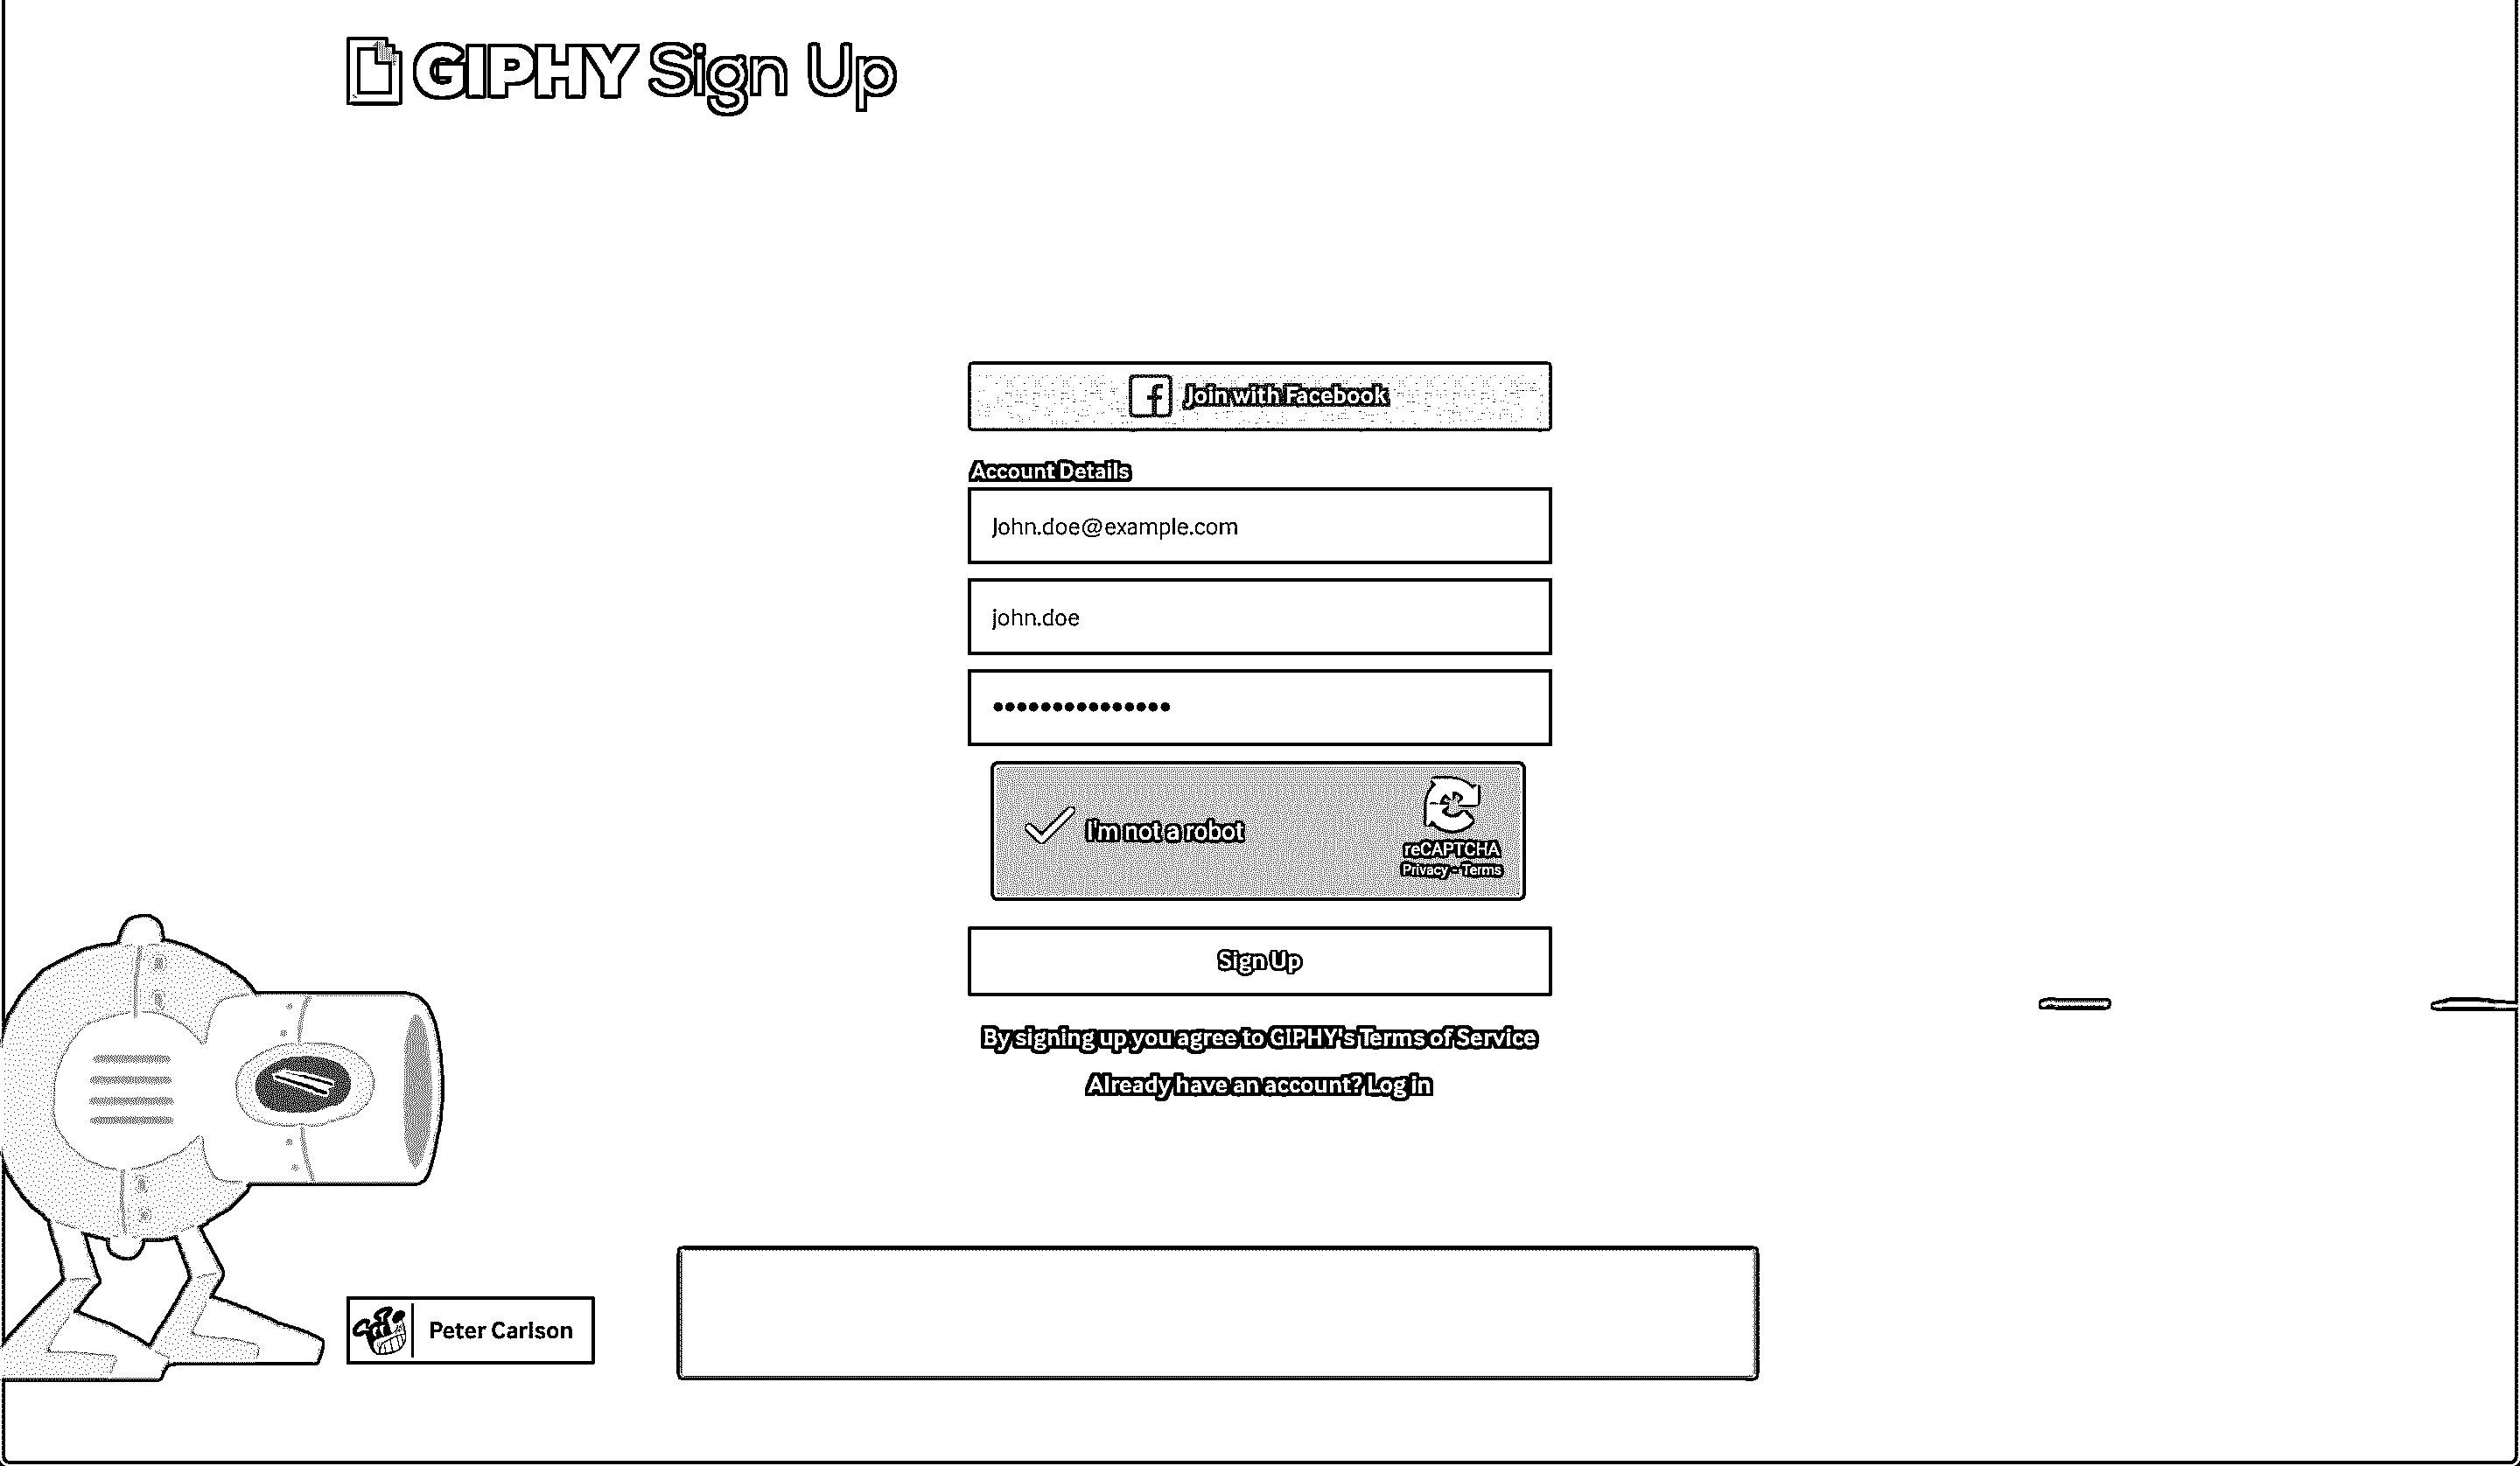 GIPHY Sign Up
Join with Facebook
Account Details
John.doe@example.com
john.doe
•••••••••••••••
I'm not a robot
reCAPTCHA
Privacy - Terms
Sign Up
By signing up you agree to GIPHY's Terms of Service
Already have an account? Log in
Peter Carlson